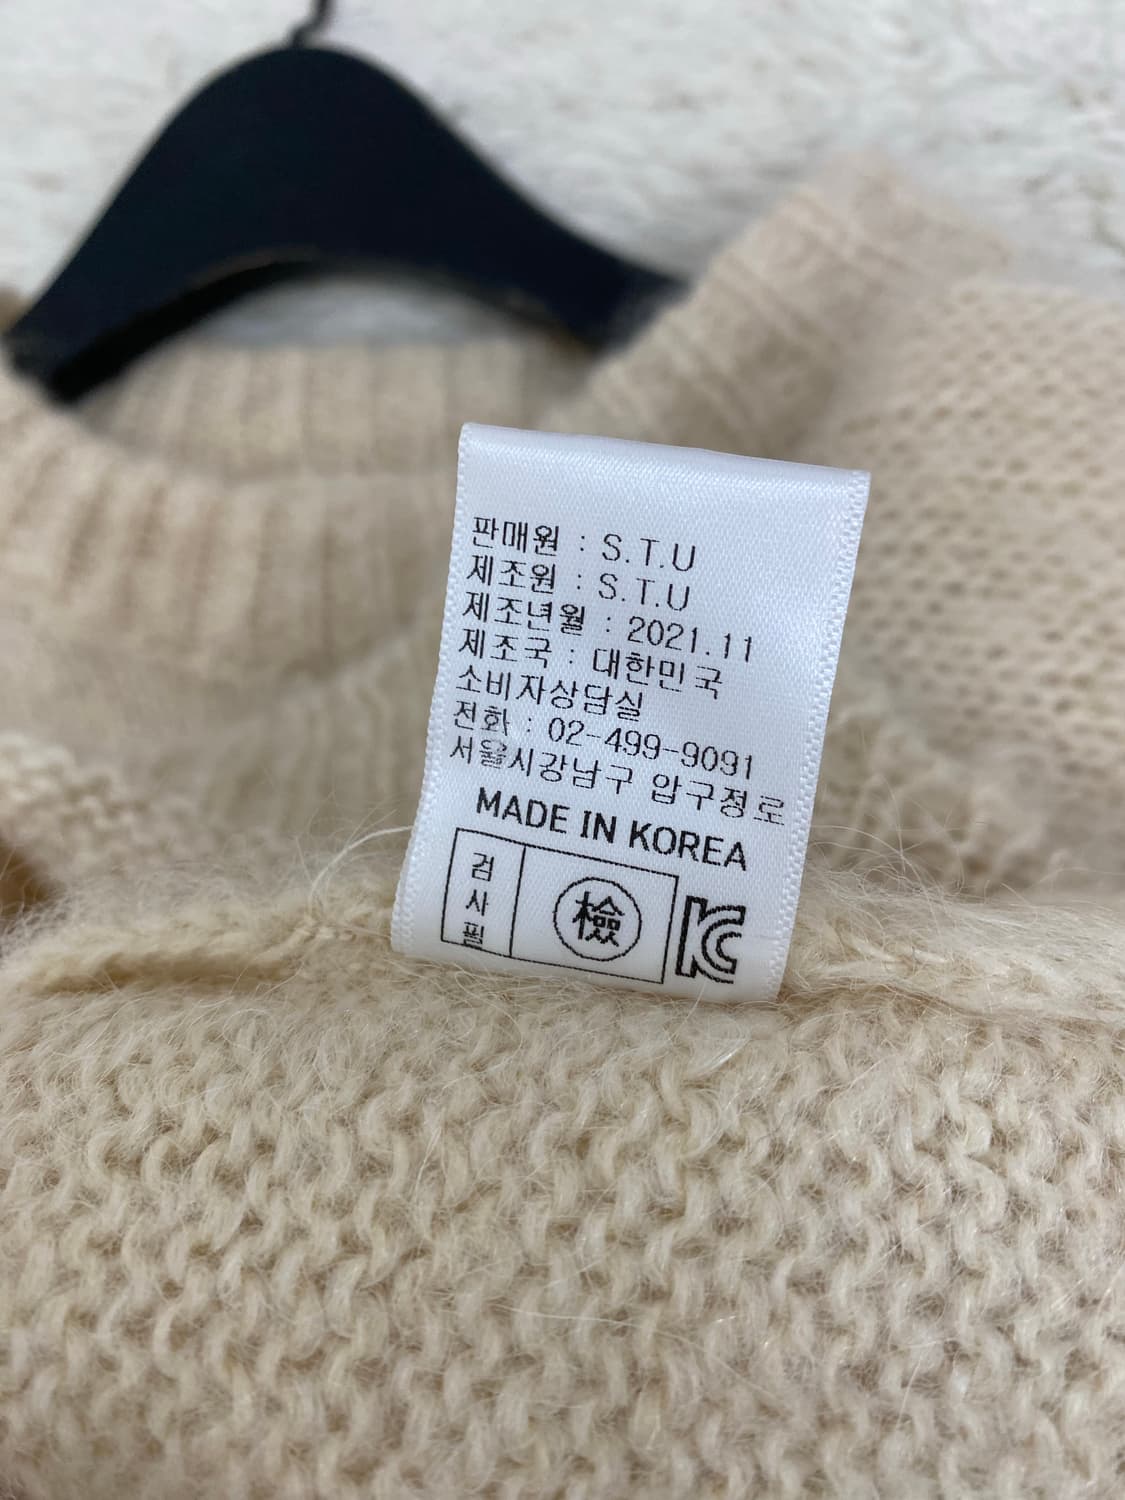 판매원 : S.T.U
제조원 : S.T.U
제조년월 : 2021.11
제조국 : 대한민국
소비자상담실
전화 : 02-499-9091
서울시강남구 압구정로
MADE IN KOREA
검사필
檢
KC